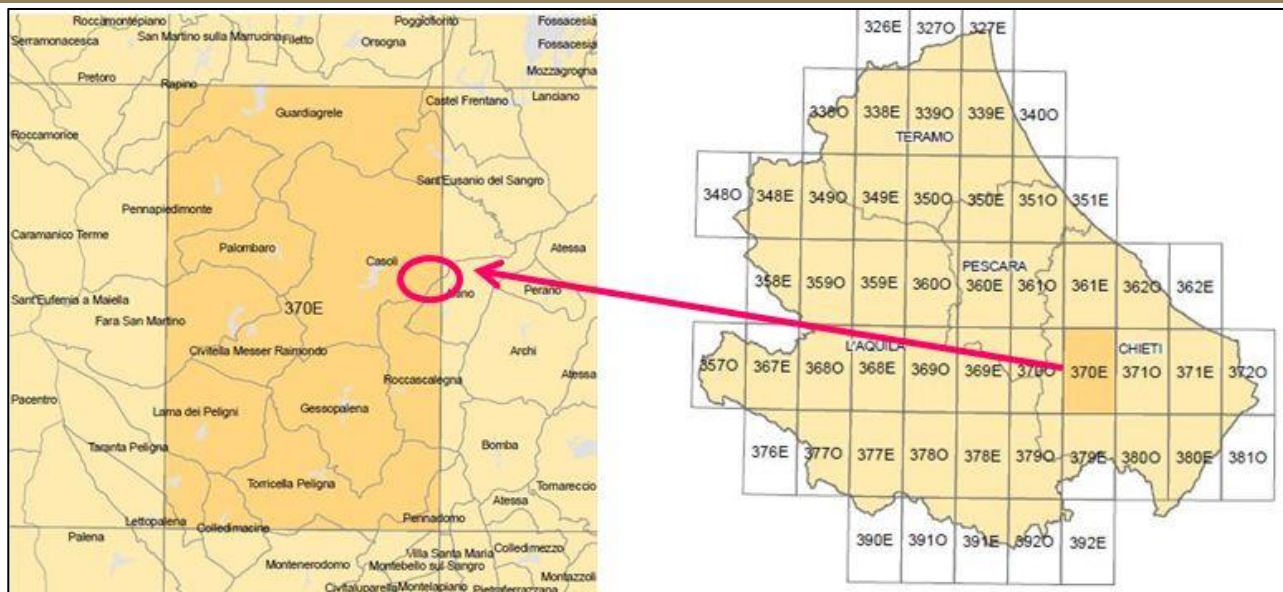 Roccamontepiano
Poggiofiorito
Fossacesia
Serramonacesca
San Martino sulla Marrucina
Filetto
Orsogna
Fossacesia
Pretoro
Rapino
Mozzagrogna
Lanciano
Guardiagrele
Castel Frentano
Roccamorice
Sant'Eusanio del Sangro
Pennapiedimonte
Caramanico Terme
Palombaro
Casoli
Atessa
Sant'Eufemia a Maiella
370E
Perano
Fara San Martino
Civitella Messer Raimondo
Archi
Roccascalegna
Atessa
Pacentro
Lama dei Peligni
Gessopalena
Taranta Peligna
Bomba
Torricella Peligna
Tornareccio
Atessa
Lettopalena
Colledimacine
Pennadomo
Palena
Villa Santa Maria
Colledimezzo
Montenerodomo
Montebello sul Sangro
Montazzoli
Civitaluparella
Montelapiano
Pietraferrazzana
326E 327O 327E
338O 338E 339O 339E 340O
TERAMO
348O 348E 349O 349E 350O 350E 351O 351E
PESCARA
358E 359O 359E 360O 360E 361O 361E 362O 362E
L'AQUILA
CHIETI
357O 367E 368O 368E 369O 369E 370O 370E 371O 371E 372O
376E 377O 377E 378O 378E 379O 379E 380O 380E 381O
390E 391O 391E 392O 392E